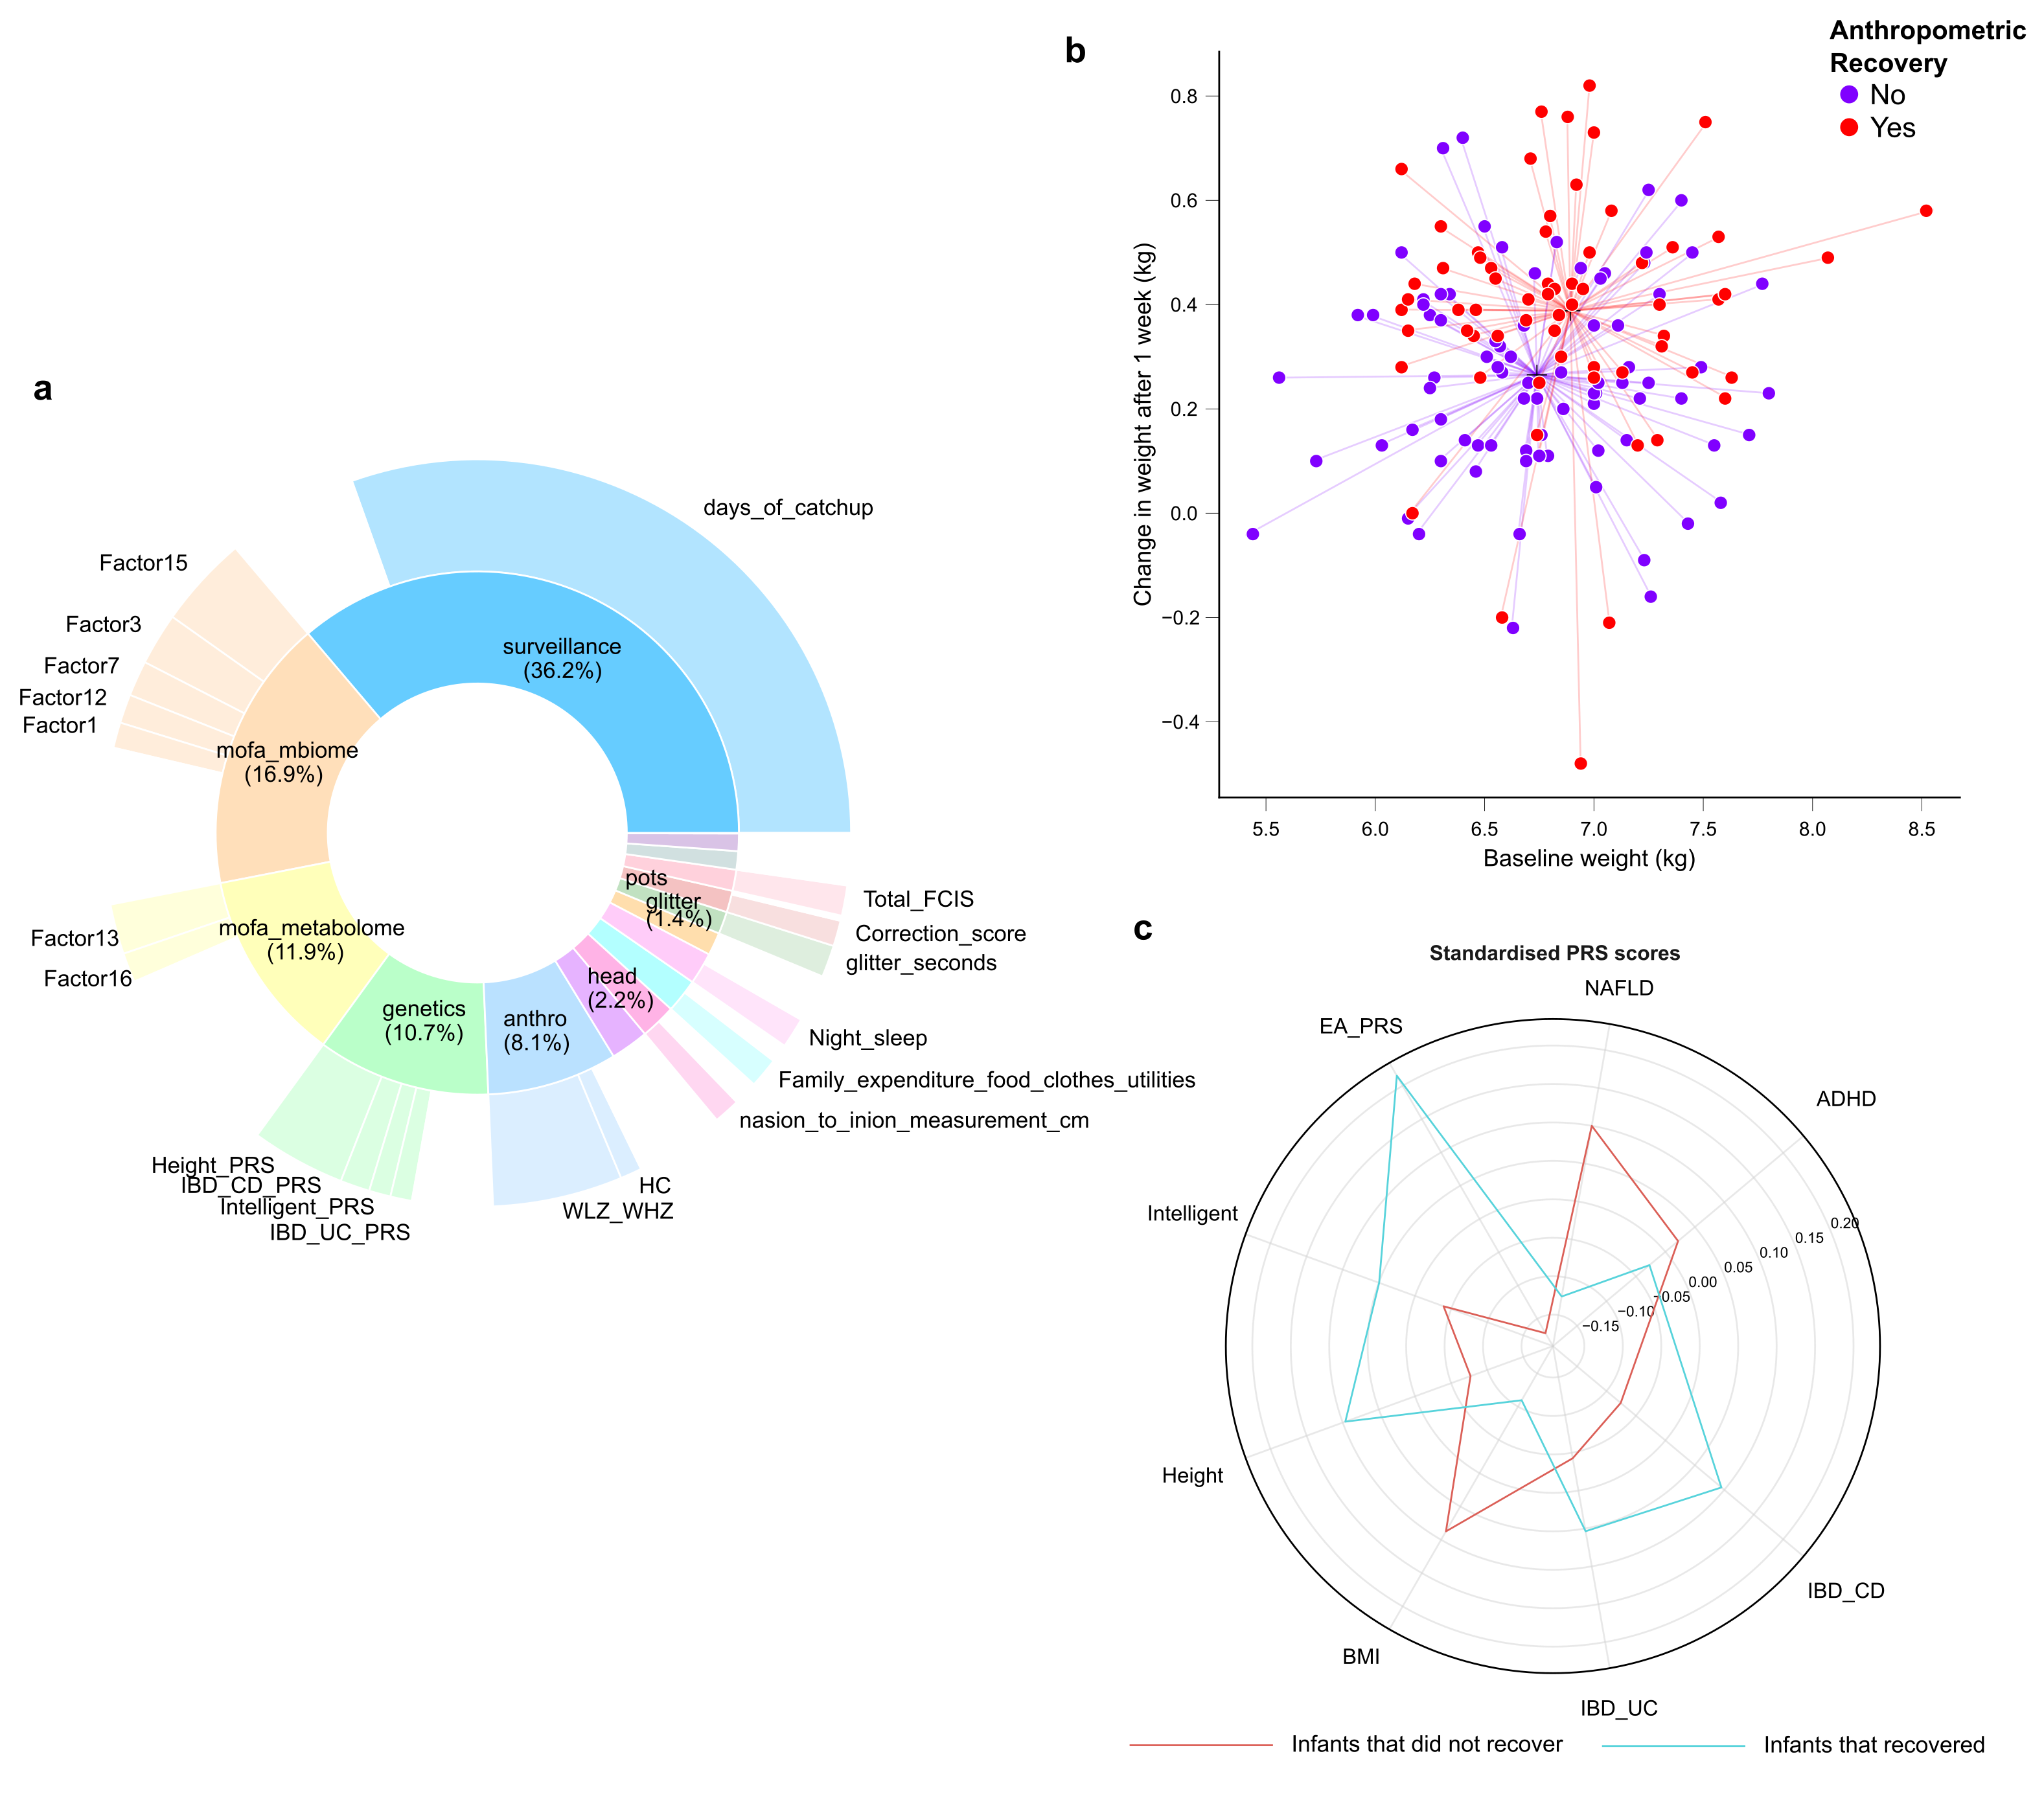 a
days_of_catchup
surveillance
(36.2%)
Factor15
Factor3
Factor7
Factor12
Factor1
mofa_mbiome
(16.9%)
mofa_metabolome
(11.9%)
Factor13
Factor16
genetics
(10.7%)
anthro
(8.1%)
head
(2.2%)
pots
glitter
(1.4%)
Total_FCIS
Correction_score
glitter_seconds
Night_sleep
Family_expenditure_food_clothes_utilities
nasion_to_inion_measurement_cm
HC
WLZ_WHZ
Height_PRS
IBD_CD_PRS
Intelligent_PRS
IBD_UC_PRS
b
Anthropometric
Recovery
No
Yes
Change in weight after 1 week (kg)
0.8
0.6
0.4
0.2
0.0
−0.2
−0.4
5.5 6.0 6.5 7.0 7.5 8.0 8.5
Baseline weight (kg)
c
Standardised PRS scores
NAFLD
EA_PRS
ADHD
Intelligent
Height
BMI
IBD_UC
IBD_CD
0.20
0.15
0.10
0.05
0.00
−0.05
−0.10
−0.15
Infants that did not recover
Infants that recovered